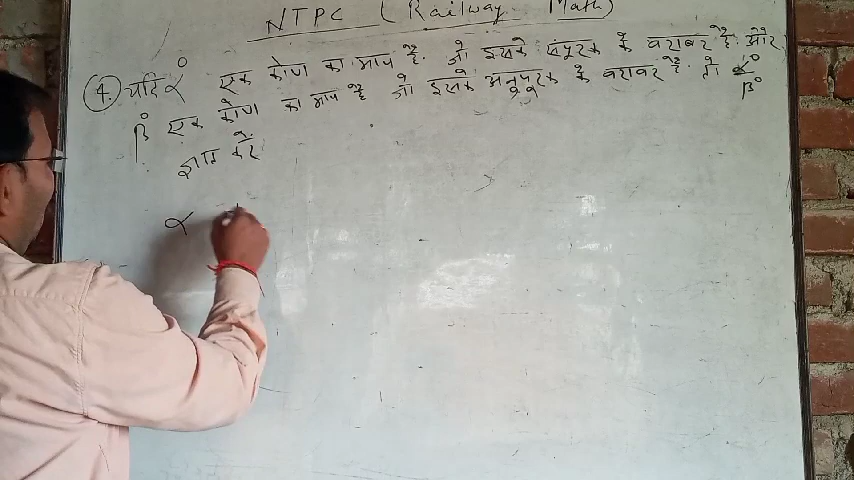 NTPC (Railway Math)
4. यदि α° एक कोण का माप है. जो इसके संपूरक के बराबर है. और
β° एक कोण का माप है जो इसके अनुपूरक के बराबर है. तो α°/β°
ज्ञात करें.
α